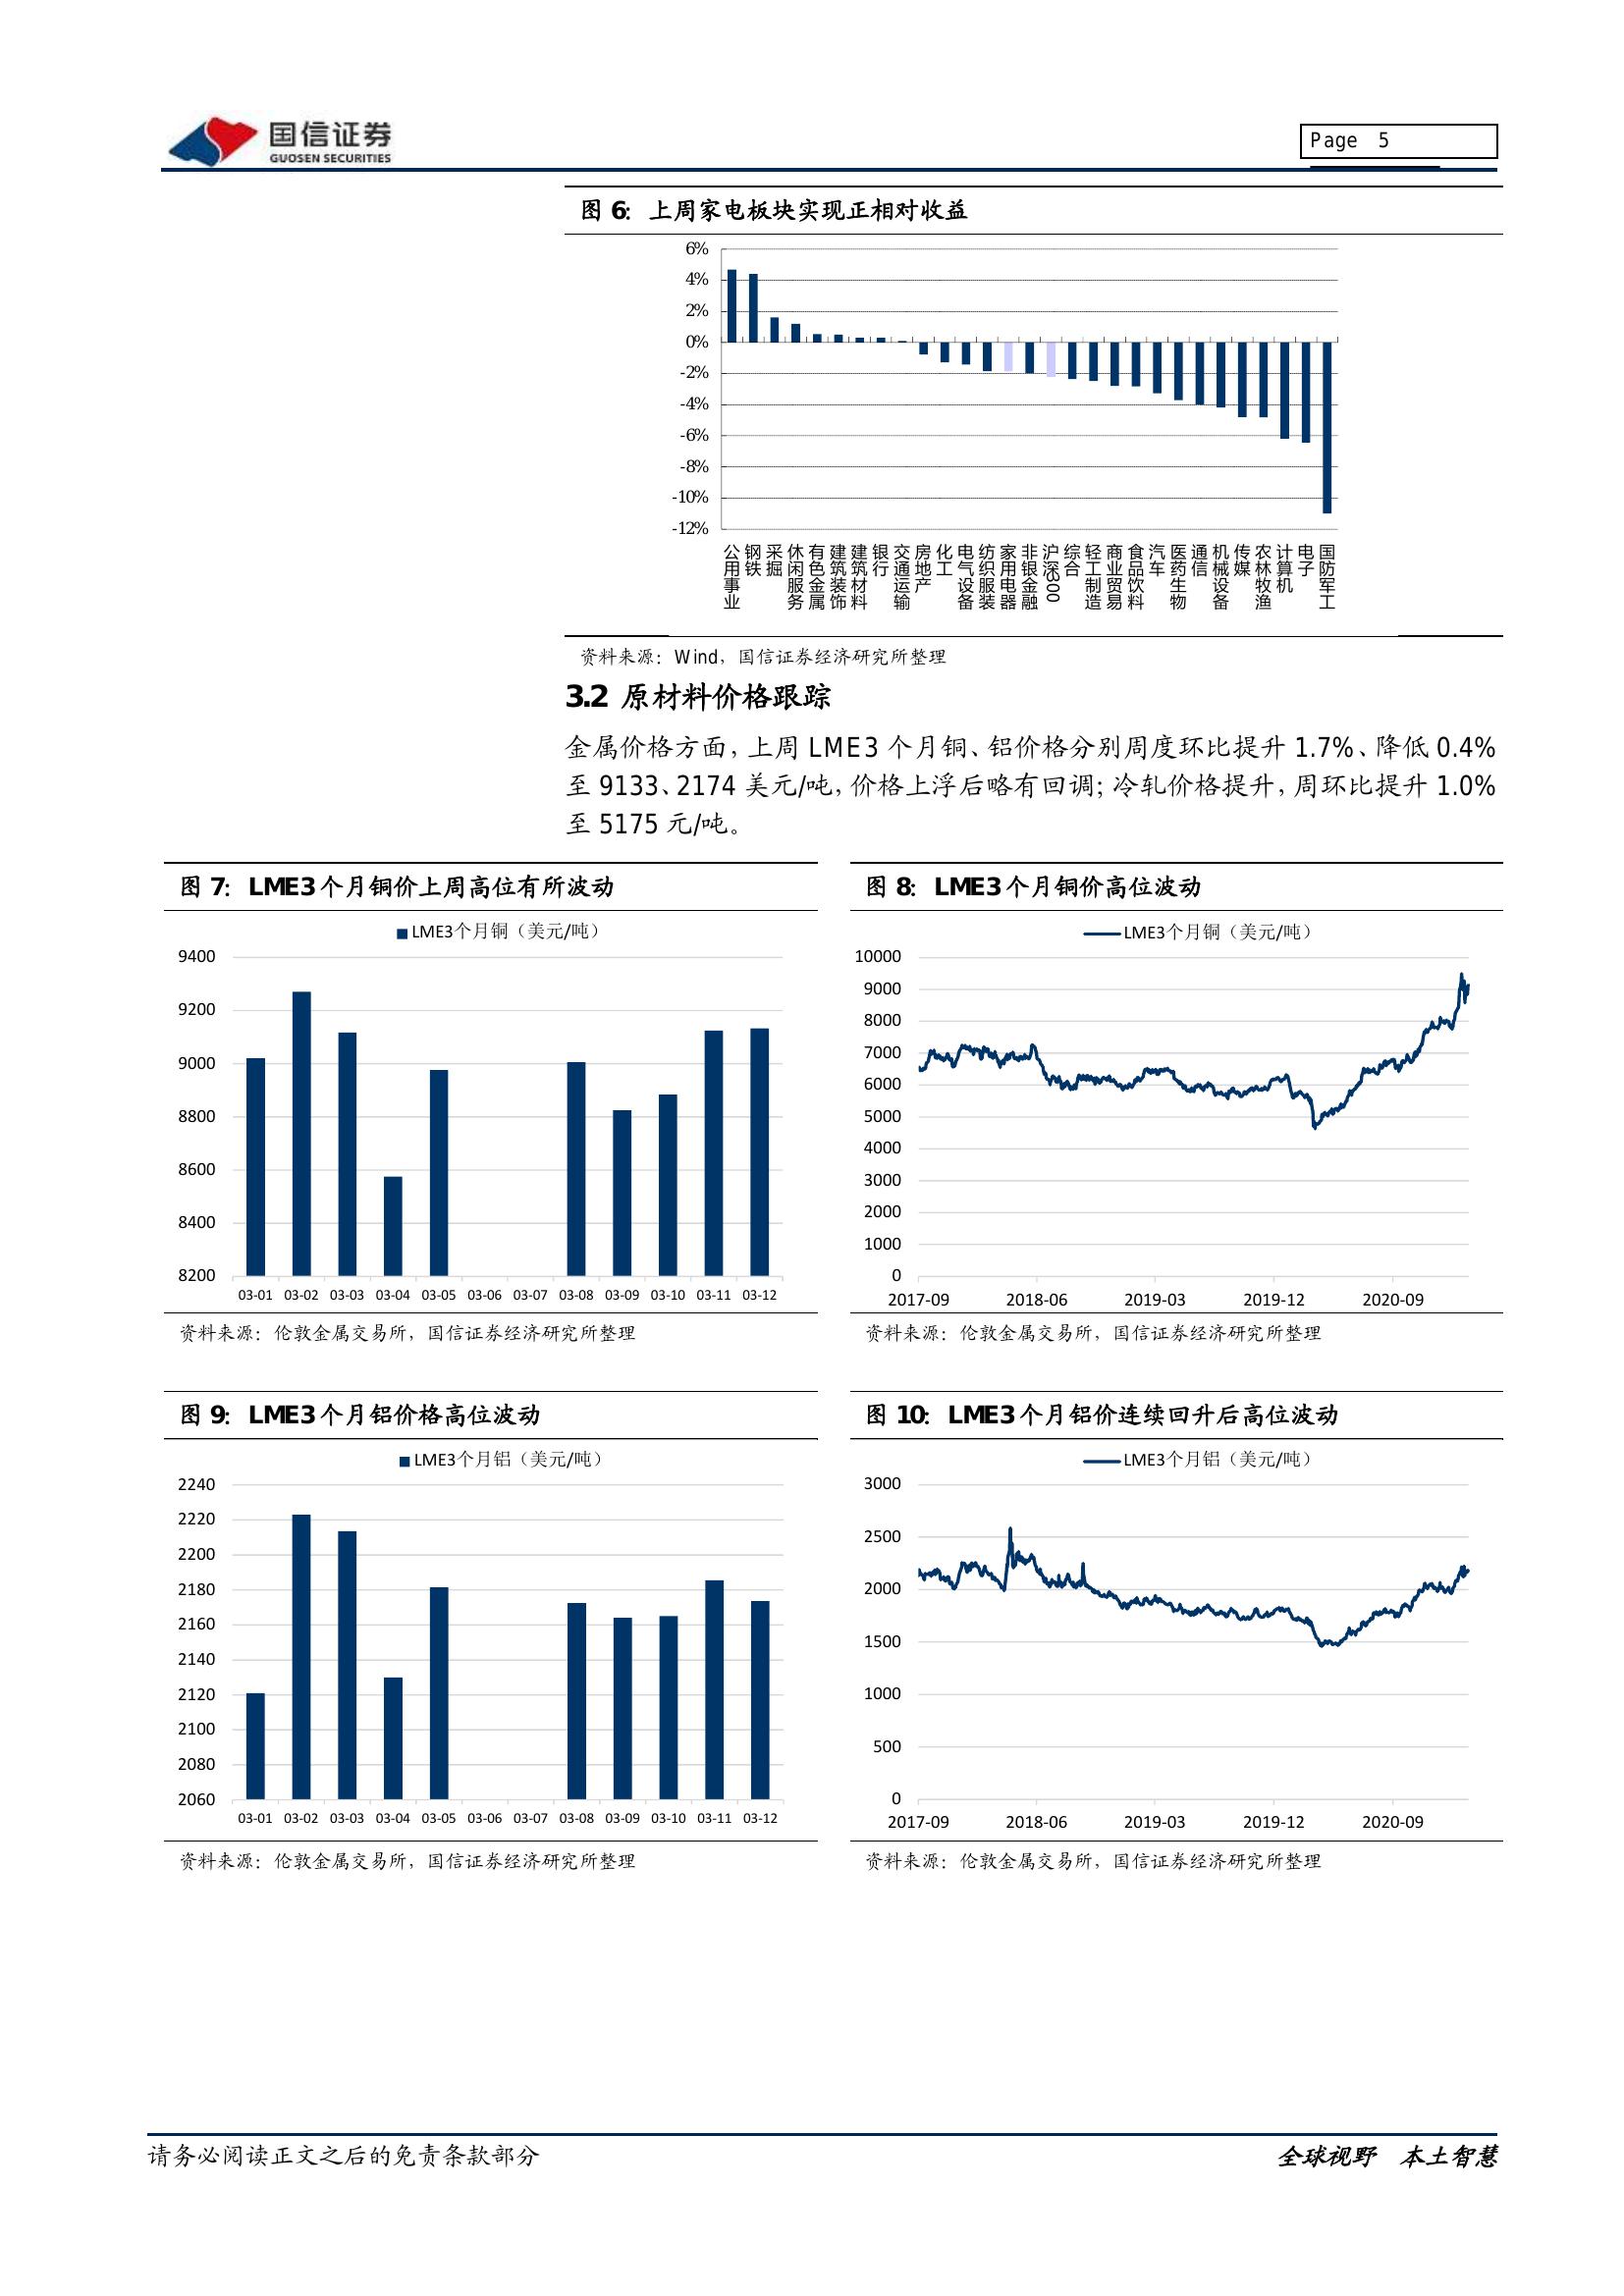 国信证券
GUOSEN SECURITIES
Page 5
图 6：上周家电板块实现正相对收益
6%
4%
2%
0%
-2%
-4%
-6%
-8%
-10%
-12%
公用事业
钢铁
采掘
休闲服务
有色金属
建筑装饰
建筑材料
银行
交通运输
房地产
化工
电气设备
纺织服装
家用电器
非银金融
沪深300
综合
轻工制造
商业贸易
食品饮料
汽车
医药生物
通信
机械设备
传媒
农林牧渔
计算机
电子
国防军工
资料来源：Wind，国信证券经济研究所整理
3.2 原材料价格跟踪
金属价格方面，上周 LME3 个月铜、铝价格分别周度环比提升 1.7%、降低 0.4%
至 9133、2174 美元/吨，价格上浮后略有回调；冷轧价格提升，周环比提升 1.0%
至 5175 元/吨。
图 7：LME3 个月铜价上周高位有所波动
LME3个月铜（美元/吨）
9400
9200
9000
8800
8600
8400
8200
03-01 03-02 03-03 03-04 03-05 03-06 03-07 03-08 03-09 03-10 03-11 03-12
资料来源：伦敦金属交易所，国信证券经济研究所整理
图 8：LME3 个月铜价高位波动
LME3个月铜（美元/吨）
10000
9000
8000
7000
6000
5000
4000
3000
2000
1000
0
2017-09 2018-06 2019-03 2019-12 2020-09
资料来源：伦敦金属交易所，国信证券经济研究所整理
图 9：LME3 个月铝价格高位波动
LME3个月铝（美元/吨）
2240
2220
2200
2180
2160
2140
2120
2100
2080
2060
03-01 03-02 03-03 03-04 03-05 03-06 03-07 03-08 03-09 03-10 03-11 03-12
资料来源：伦敦金属交易所，国信证券经济研究所整理
图 10：LME3 个月铝价连续回升后高位波动
LME3个月铝（美元/吨）
3000
2500
2000
1500
1000
500
0
2017-09 2018-06 2019-03 2019-12 2020-09
资料来源：伦敦金属交易所，国信证券经济研究所整理
请务必阅读正文之后的免责条款部分
全球视野 本土智慧